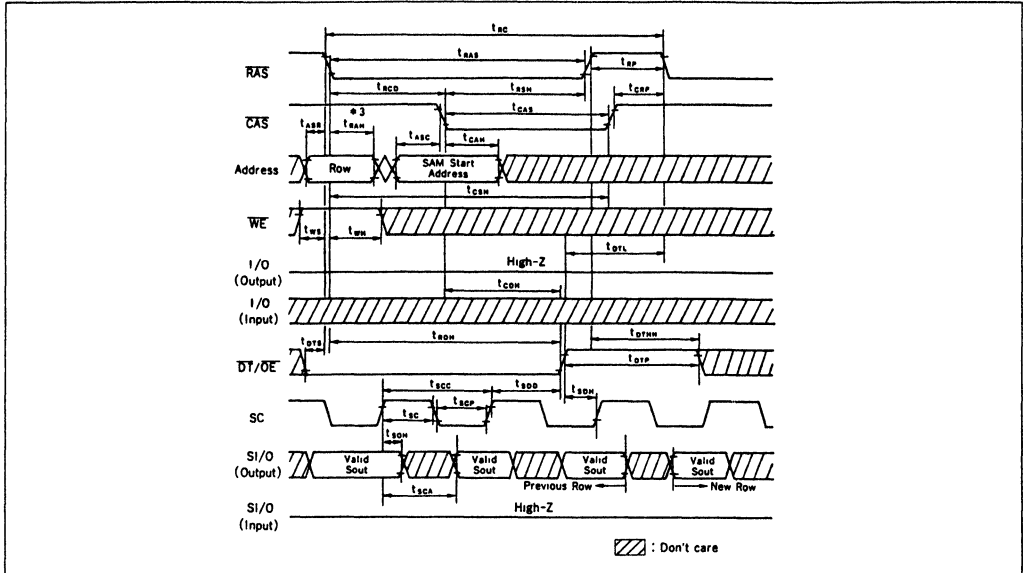 tRC
tRAS
tRP
RAS
tRCD
tRSH
tCRP
*3
tCAS
CAS
tASR
tRAH
tASC
tCAH
Address
Row
SAM Start
Address
tCSH
WE
tWS
tWH
tDTL
I/O
(Output)
High-Z
tCDH
I/O
(Input)
tDTS
tRDH
tDTHH
tDTP
DT/OE
tSCC
tSDD
tSC
tSCP
tSDH
SC
tSOH
SI/O
(Output)
Valid
Sout
Valid
Sout
Valid
Sout
Valid
Sout
Previous Row
New Row
tSCA
SI/O
(Input)
High-Z
: Don't care